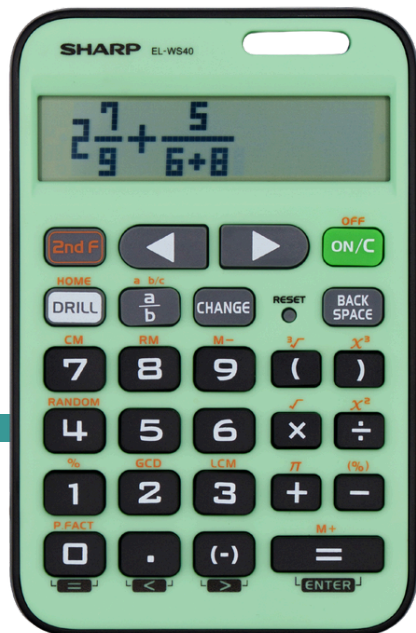 SHARP EL-WS40
2 7/9 + 5/(6+8)
OFF
2nd F ◀ ▶ ON/C
HOME a b/c
DRILL a/b CHANGE RESET BACK SPACE
CM RM M− ³√ X³
7 8 9 ( )
RANDOM √ X²
4 5 6 × ÷
% GCD LCM π (%)
1 2 3 + −
P.FACT M+
0 . (-) =
= < > ENTER